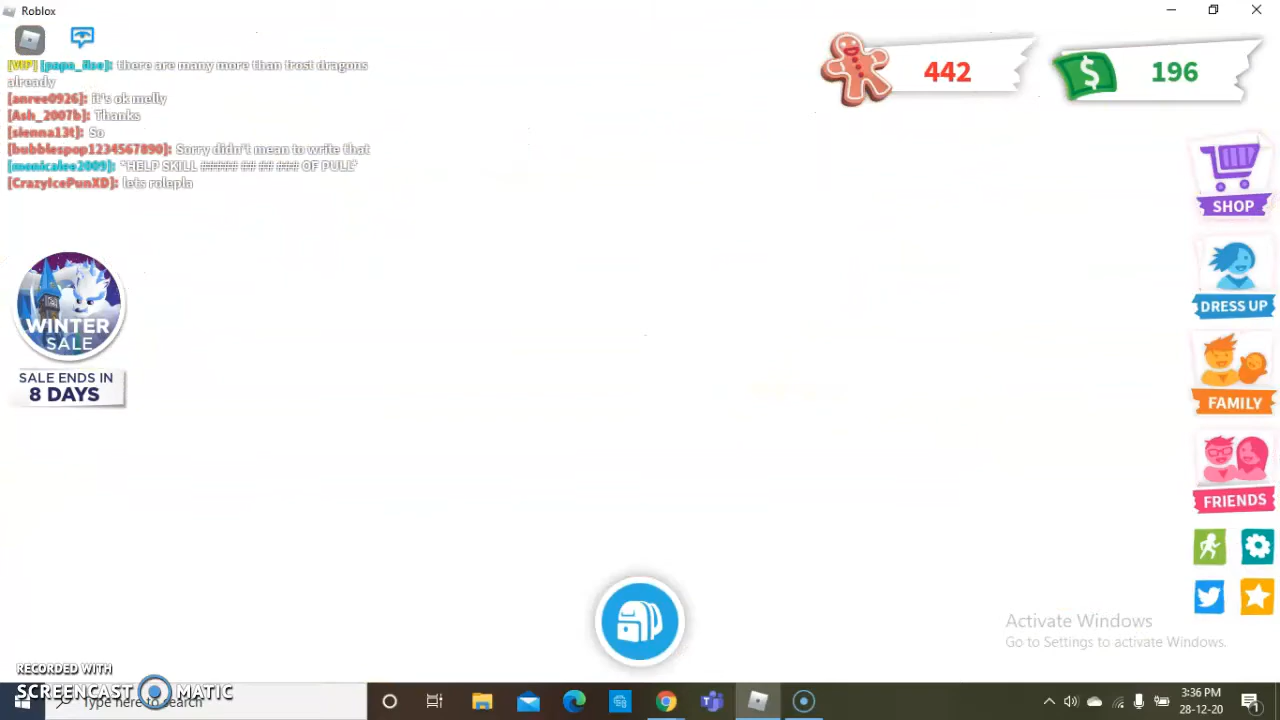 Roblox
[VIP] [papa_flee]: there are many more than frost dragons
already
[anree0926]: it's ok melly
[Ash_2007b]: Thanks
[sienna13t]: So
[bubblespop1234567890]: Sorry didn't mean to write that
[monicalee2009]: *HELP SKILL ##### ## ## ### OF PULL*
[CrazyIcePunXD]: lets rolepla
442
196
SHOP
WINTER
SALE
SALE ENDS IN
8 DAYS
DRESS UP
FAMILY
FRIENDS
Activate Windows
Go to Settings to activate Windows.
RECORDED WITH
SCREENCAST MATIC
Type here to search
3:36 PM
28-12-20
1